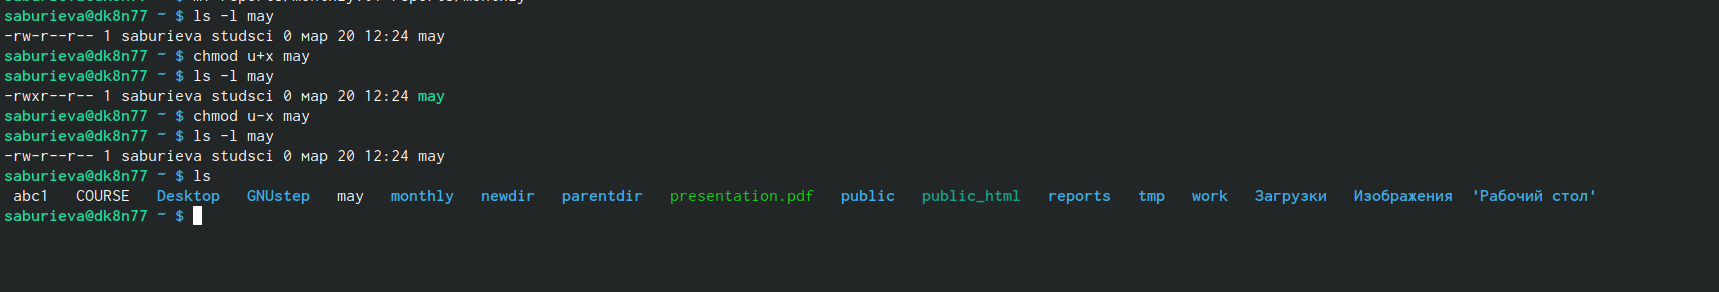 saburieva@dk8n77 ~ $ ls -l may
-rw-r--r-- 1 saburieva studsci 0 мар 20 12:24 may
saburieva@dk8n77 ~ $ chmod u+x may
saburieva@dk8n77 ~ $ ls -l may
-rwxr--r-- 1 saburieva studsci 0 мар 20 12:24 may
saburieva@dk8n77 ~ $ chmod u-x may
saburieva@dk8n77 ~ $ ls -l may
-rw-r--r-- 1 saburieva studsci 0 мар 20 12:24 may
saburieva@dk8n77 ~ $ ls
abc1 COURSE Desktop GNUstep may monthly newdir parentdir presentation.pdf public public_html reports tmp work Загрузки Изображения 'Рабочий стол'
saburieva@dk8n77 ~ $